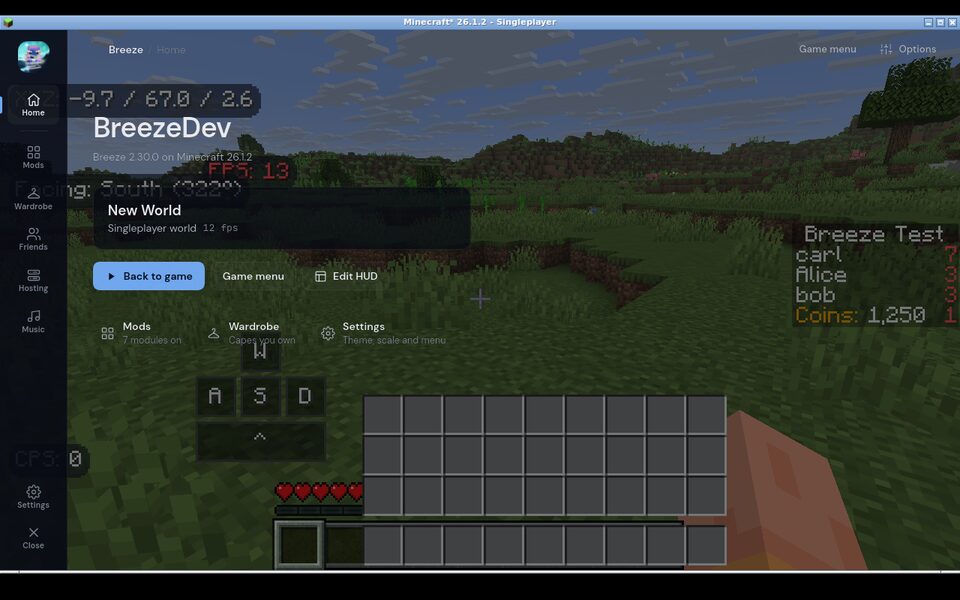 Minecraft* 26.1.2 - Singleplayer
Breeze / Home
Game menu
Options
-9.7 / 67.0 / 2.6
Home
BreezeDev
Breeze 2.30.0 on Minecraft 26.1.2
FPS: 13
Mods
Facing: South (322°)
Wardrobe
New World
Singleplayer world 12 fps
Friends
Breeze Test
carl 7
Alice 3
bob 3
Coins: 1,250 1
Back to game
Game menu
Edit HUD
Hosting
Music
Mods
7 modules on
Wardrobe
Capes you own
Settings
Theme, scale and menu
W
A S D
^
CPS: 0
Settings
Close